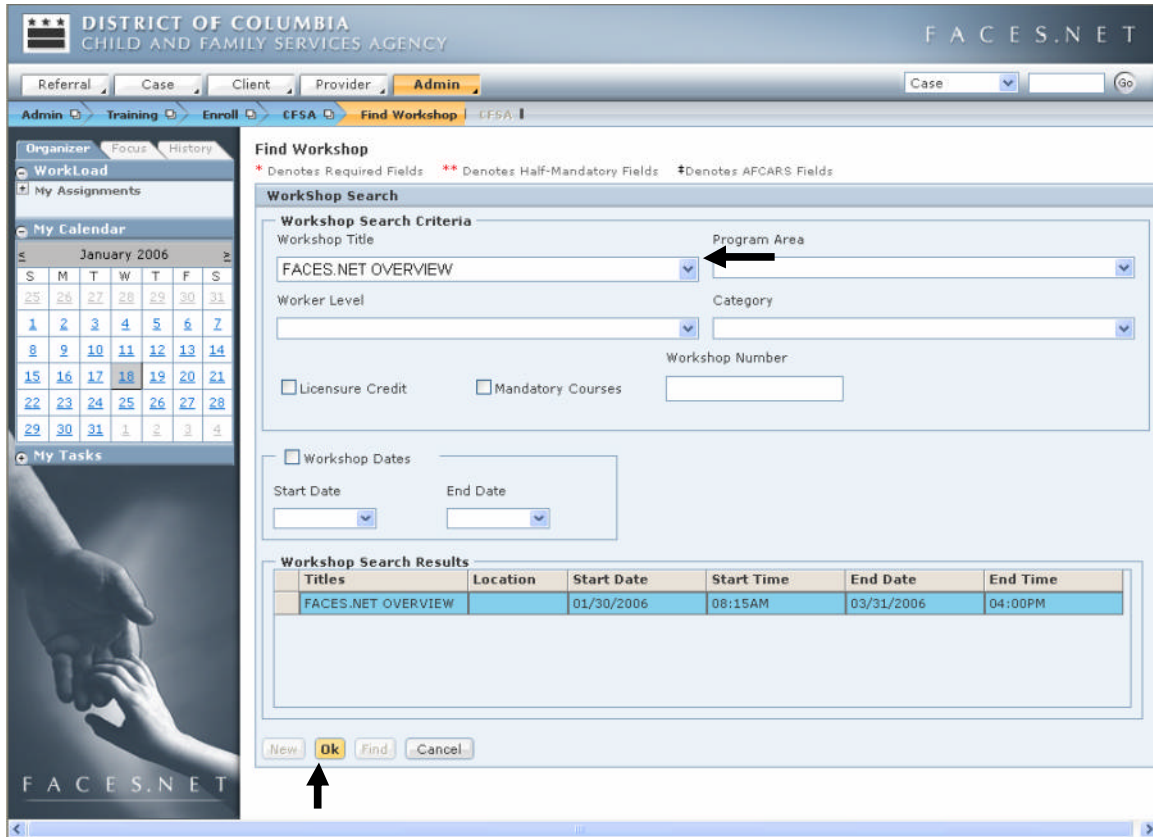 DISTRICT OF COLUMBIA
CHILD AND FAMILY SERVICES AGENCY
FACES.NET
Referral Case Client Provider Admin Case Go
Admin Training Enroll CFSA Find Workshop CFSA
Organizer Focus History
WorkLoad
My Assignments
My Calendar
< January 2006 >
S M T W T F S
25 26 27 28 29 30 31
1 2 3 4 5 6 7
8 9 10 11 12 13 14
15 16 17 18 19 20 21
22 23 24 25 26 27 28
29 30 31 1 2 3 4
My Tasks
FACES.NET
Find Workshop
* Denotes Required Fields ** Denotes Half-Mandatory Fields ‡Denotes AFCARS Fields
WorkShop Search
Workshop Search Criteria
Workshop Title Program Area
FACES.NET OVERVIEW
Worker Level Category
Workshop Number
Licensure Credit Mandatory Courses
Workshop Dates
Start Date End Date
Workshop Search Results
Titles Location Start Date Start Time End Date End Time
FACES.NET OVERVIEW 01/30/2006 08:15AM 03/31/2006 04:00PM
New Ok Find Cancel